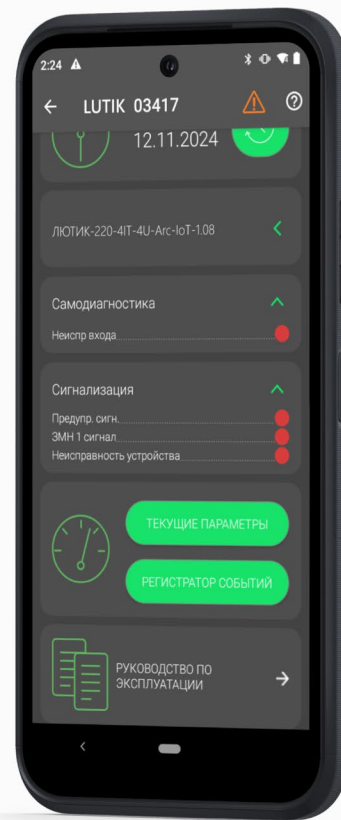 2:24
LUTIK 03417
12.11.2024
ЛЮТИК-220-4IT-4U-Arc-IoT-1.08
Самодиагностика
Неиспр входа
Сигнализация
Предупр. сигн.
ЗМН 1 сигнал
Неисправность устройства
ТЕКУЩИЕ ПАРАМЕТРЫ
РЕГИСТРАТОР СОБЫТИЙ
РУКОВОДСТВО ПО
ЭКСПЛУАТАЦИИ